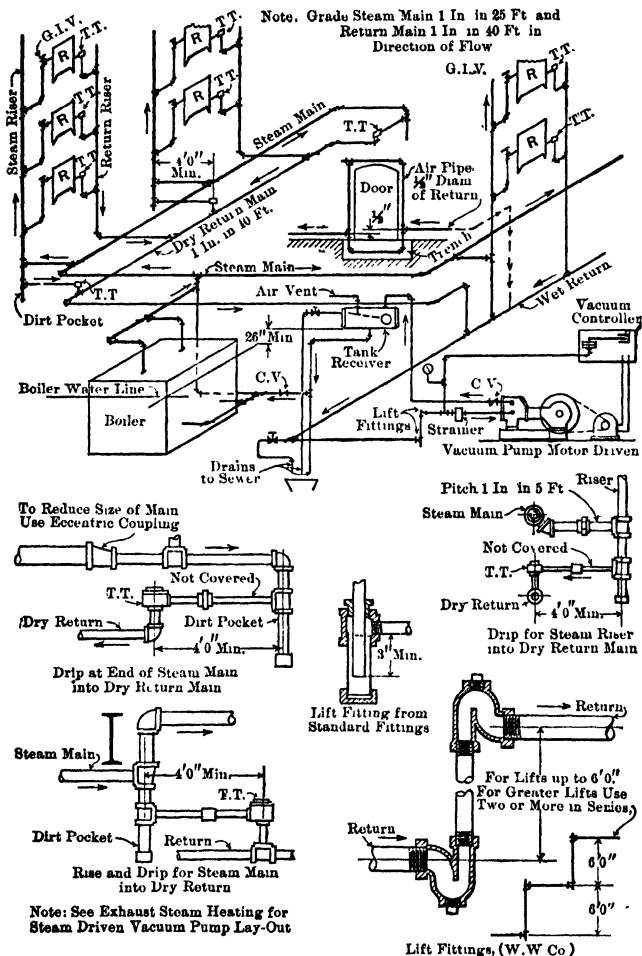 Note. Grade Steam Main 1 In in 25 Ft and
Return Main 1 In in 40 Ft in
Direction of Flow
G.I.V.
T.T.
R
T.T.
R
T.T.
R
T.T.
R
T.T.
R
T.T.
Steam Riser
Return Riser
4'0"
Min.
Steam Main
T.T
Dry Return Main
1 In. in 40 Ft.
G.I.V.
R
T.T.
R
T.T.
Door
1/2"
Air Pipe
1/2" Diam
of Return
Trench
Steam Main
Wet Return
T.T
Dirt Pocket
Air Vent
26" Min
Tank
Receiver
Vacuum
Controller
Boiler Water Line
Boiler
C.V.
C V.
Lift
Fittings
Strainer
Vacuum Pump Motor Driven
Drains
to Sewer
To Reduce Size of Main
Use Eccentric Coupling
Not Covered
T.T.
Dry Return
Dirt Pocket
4'0" Min.
Drip at End of Steam Main
into Dry Return Main
3" Min.
Lift Fitting from
Standard Fittings
Pitch 1 In in 5 Ft
Riser
Steam Main
Not Covered
T.T.
Dry Return
4'0" Min.
Drip for Steam Riser
into Dry Return Main
Steam Main
4'0" Min.
T.T.
Dirt Pocket
Return
Rise and Drip for Steam Main
into Dry Return
Note: See Exhaust Steam Heating for
Steam Driven Vacuum Pump Lay-Out
Return
For Lifts up to 6'0."
For Greater Lifts Use
Two or More in Series,
Return
6'0"
6'0"
Lift Fittings, (W.W Co)